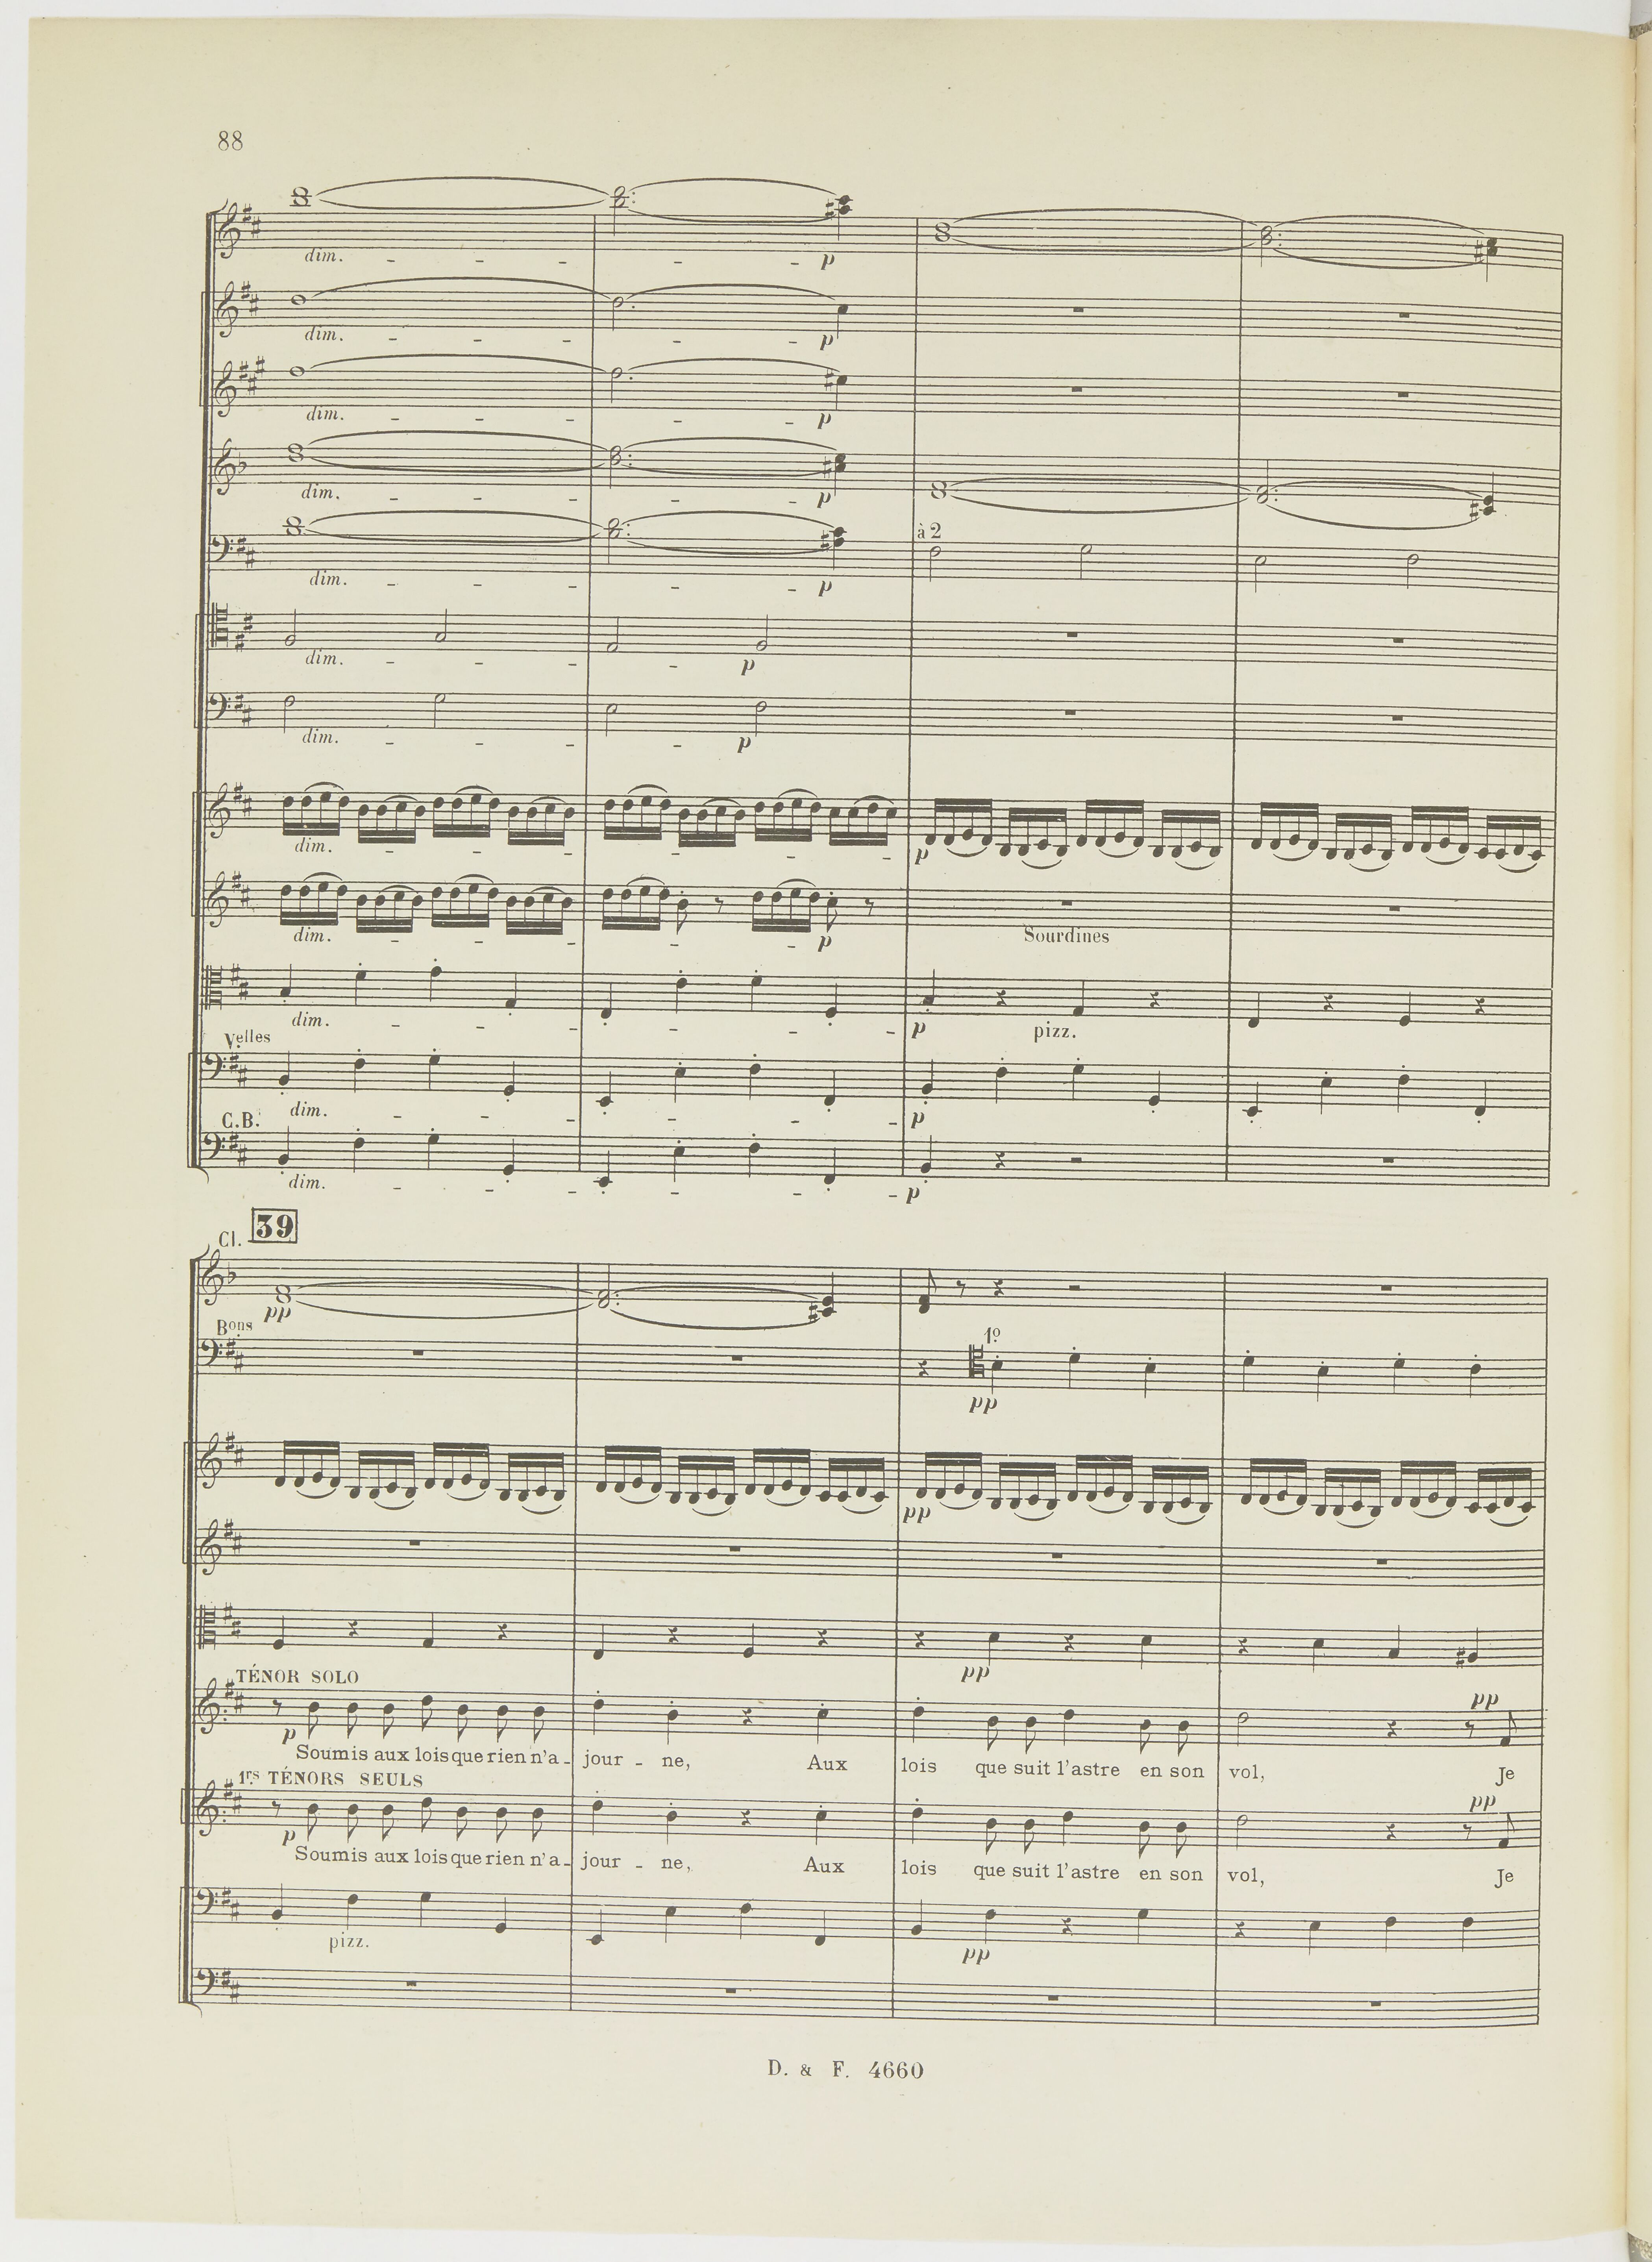 88
dim. p
dim. p
dim. p
dim. p
à 2
dim. p
dim. p
dim. p
dim. p
dim. p Sourdines
dim. p pizz.
Velles
dim. p
C.B.
dim. p
39
Cl.
pp
Bons 1º
pp
pp
pp
TÉNOR SOLO
p pp
Soumis aux lois que rien n'a - jour - ne, Aux lois que suit l'astre en son vol, Je
1rs TÉNORS SEULS
p pp
Soumis aux lois que rien n'a - jour - ne, Aux lois que suit l'astre en son vol, Je
pizz. pp
D. & F. 4660